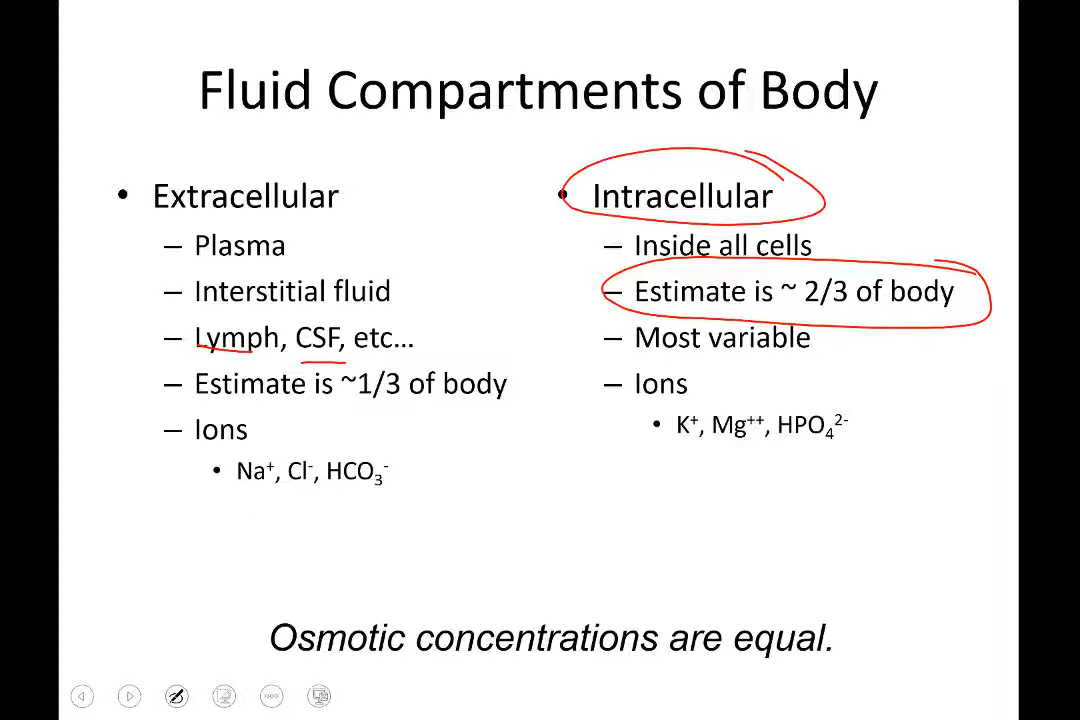 Fluid Compartments of Body
• Extracellular
– Plasma
– Interstitial fluid
– Lymph, CSF, etc…
– Estimate is ~1/3 of body
– Ions
• Na⁺, Cl⁻, HCO₃⁻
• Intracellular
– Inside all cells
– Estimate is ~ 2/3 of body
– Most variable
– Ions
• K⁺, Mg⁺⁺, HPO₄²⁻
Osmotic concentrations are equal.